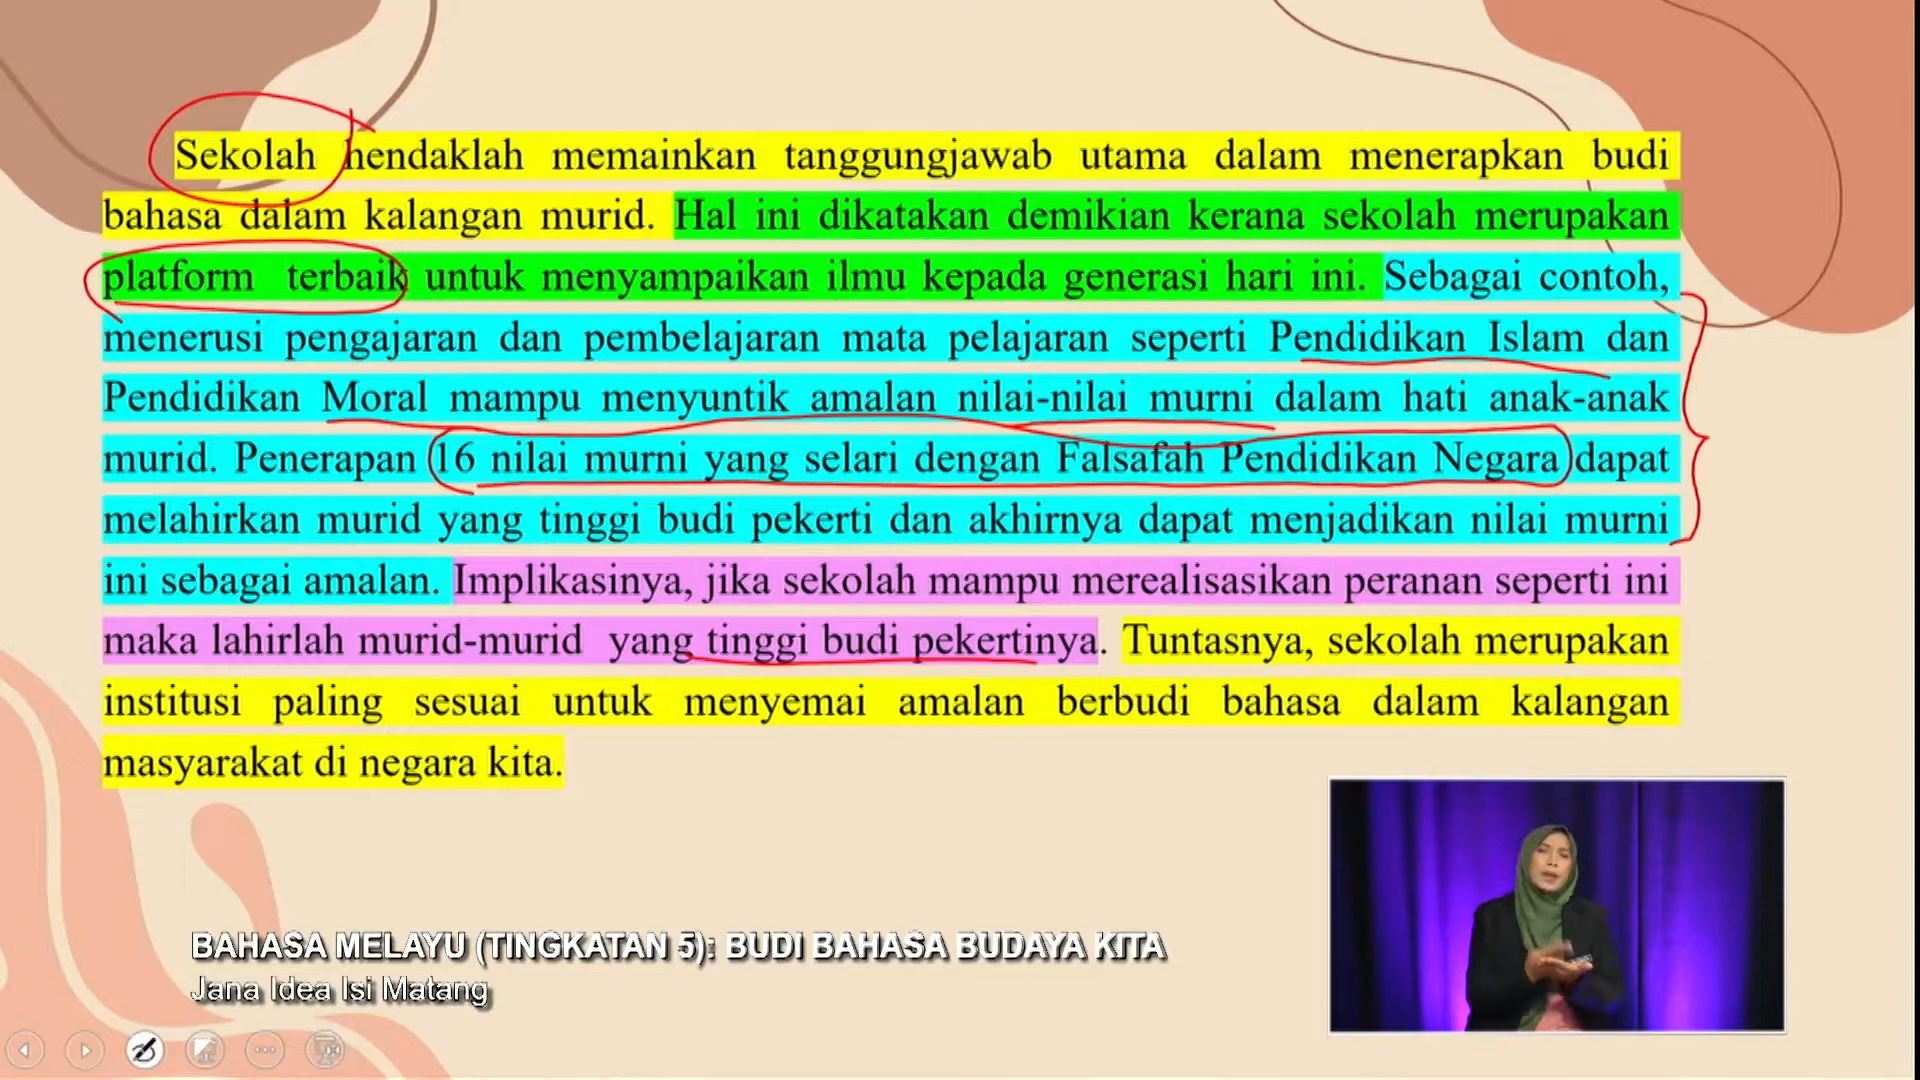 Sekolah hendaklah memainkan tanggungjawab utama dalam menerapkan budi
bahasa dalam kalangan murid. Hal ini dikatakan demikian kerana sekolah merupakan
platform terbaik untuk menyampaikan ilmu kepada generasi hari ini. Sebagai contoh,
menerusi pengajaran dan pembelajaran mata pelajaran seperti Pendidikan Islam dan
Pendidikan Moral mampu menyuntik amalan nilai-nilai murni dalam hati anak-anak
murid. Penerapan 16 nilai murni yang selari dengan Falsafah Pendidikan Negara dapat
melahirkan murid yang tinggi budi pekerti dan akhirnya dapat menjadikan nilai murni
ini sebagai amalan. Implikasinya, jika sekolah mampu merealisasikan peranan seperti ini
maka lahirlah murid-murid yang tinggi budi pekertinya. Tuntasnya, sekolah merupakan
institusi paling sesuai untuk menyemai amalan berbudi bahasa dalam kalangan
masyarakat di negara kita.
BAHASA MELAYU (TINGKATAN 5): BUDI BAHASA BUDAYA KITA
Jana Idea Isi Matang